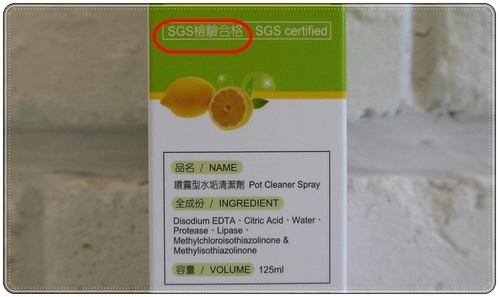 SGS檢驗合格 SGS certified
品名 / NAME
噴霧型水垢清潔劑 Pot Cleaner Spray
全成份 / INGREDIENT
Disodium EDTA、Citric Acid、Water、
Protease、Lipase、
Methylchloroisothiazolinone &
Methylisothiazolinone
容量 / VOLUME 125ml